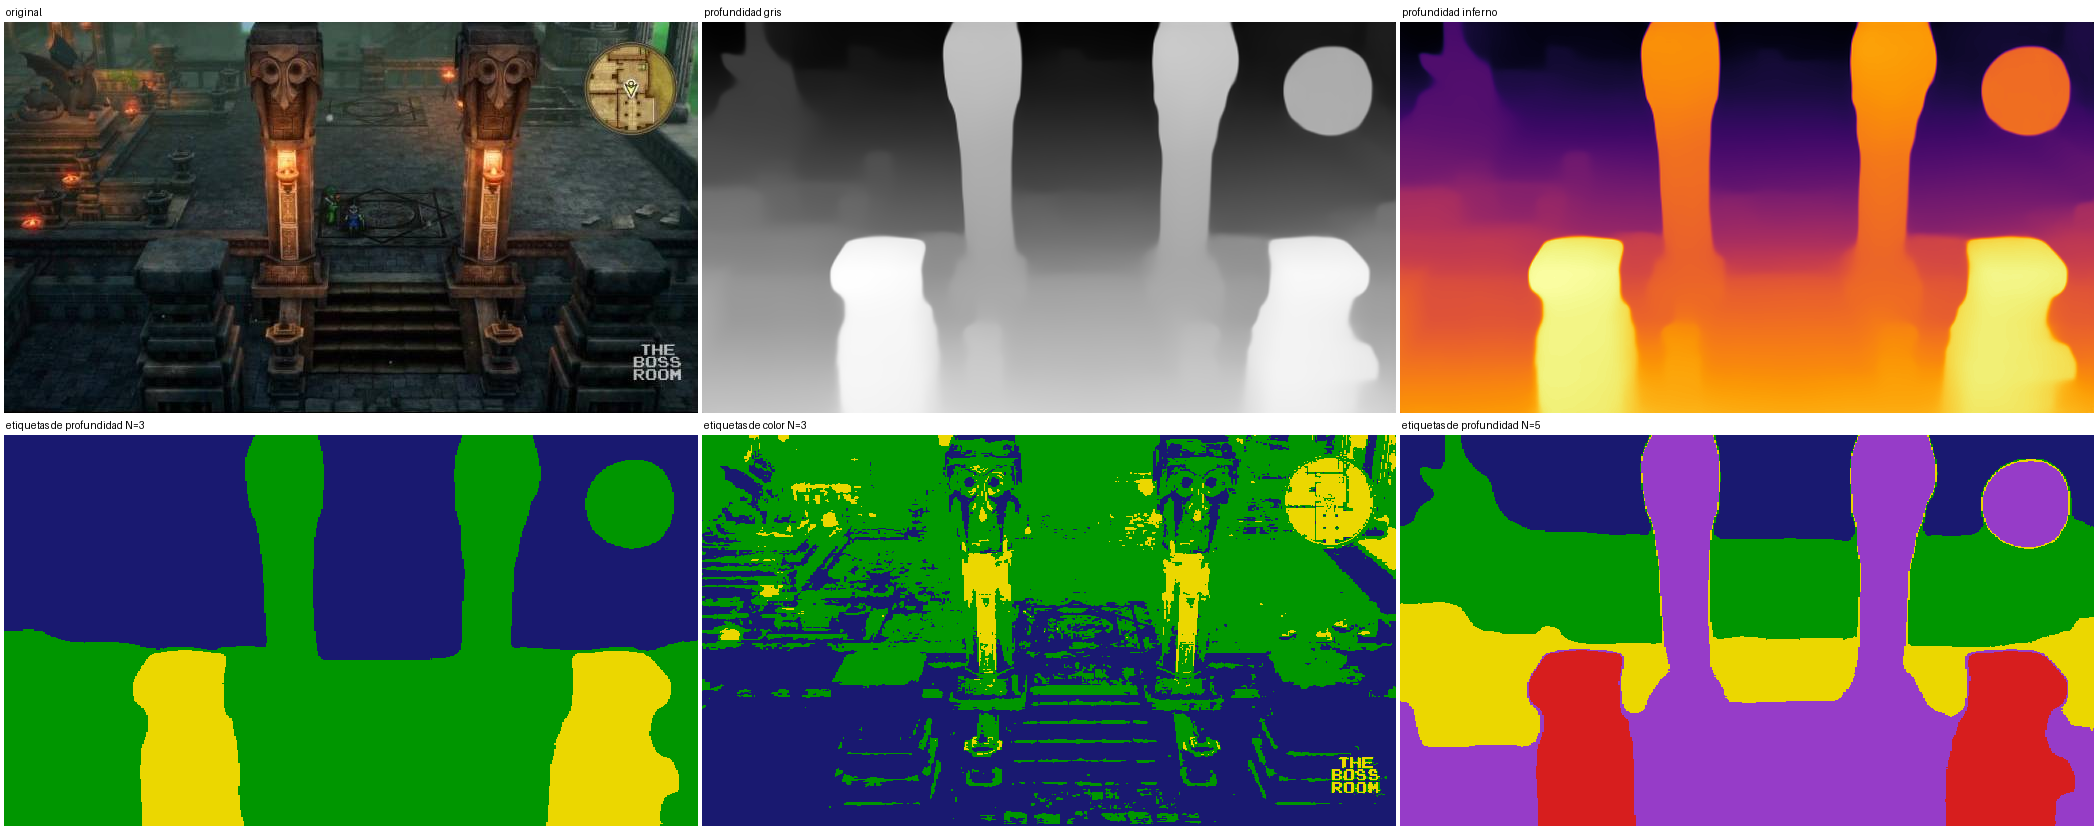 original
profundidad gris
profundidad inferno
THE
BOSS
ROOM
etiquetas de profundidad N=3
etiquetas de color N=3
etiquetas de profundidad N=5
THE
BOSS
ROOM